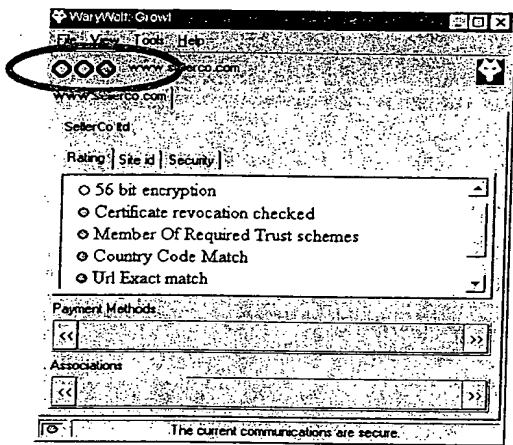 WaryWolf: Growl
File View Tools Help
www.sellerco.com
www.sellerco.com
SellerCo ltd
Rating Site id Security
56 bit encryption
Certificate revocation checked
Member Of Required Trust schemes
Country Code Match
Url Exact match
Payment Methods
<< >>
Associations
<< >>
The current communications are secure.